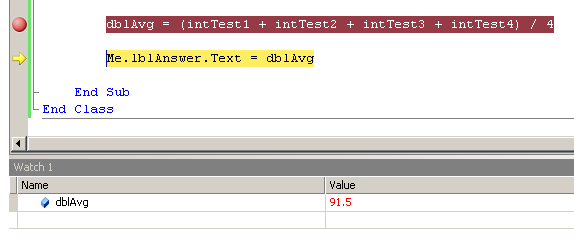 dblAvg = (intTest1 + intTest2 + intTest3 + intTest4) / 4
Me.lblAnswer.Text = dblAvg
End Sub
End Class
Watch 1
Name Value
dblAvg 91.5